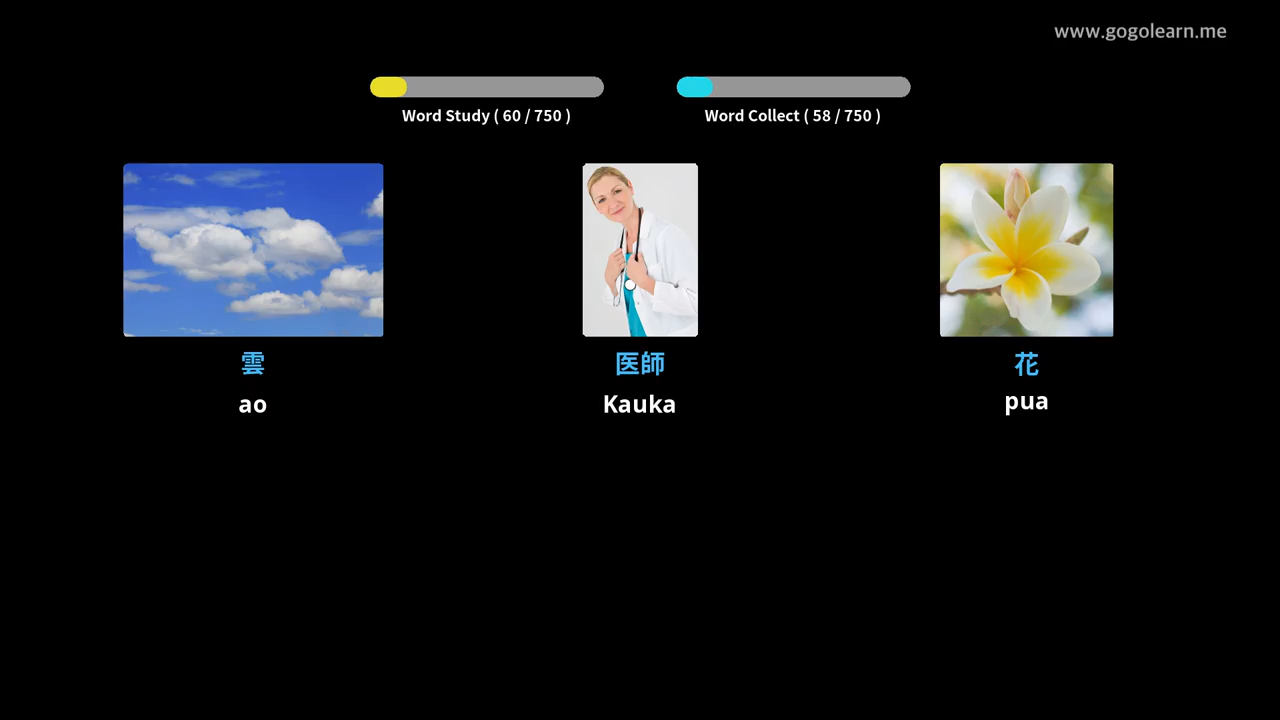 www.gogolearn.me
Word Study ( 60 / 750 )
Word Collect ( 58 / 750 )
雲
医師
花
ao
Kauka
pua